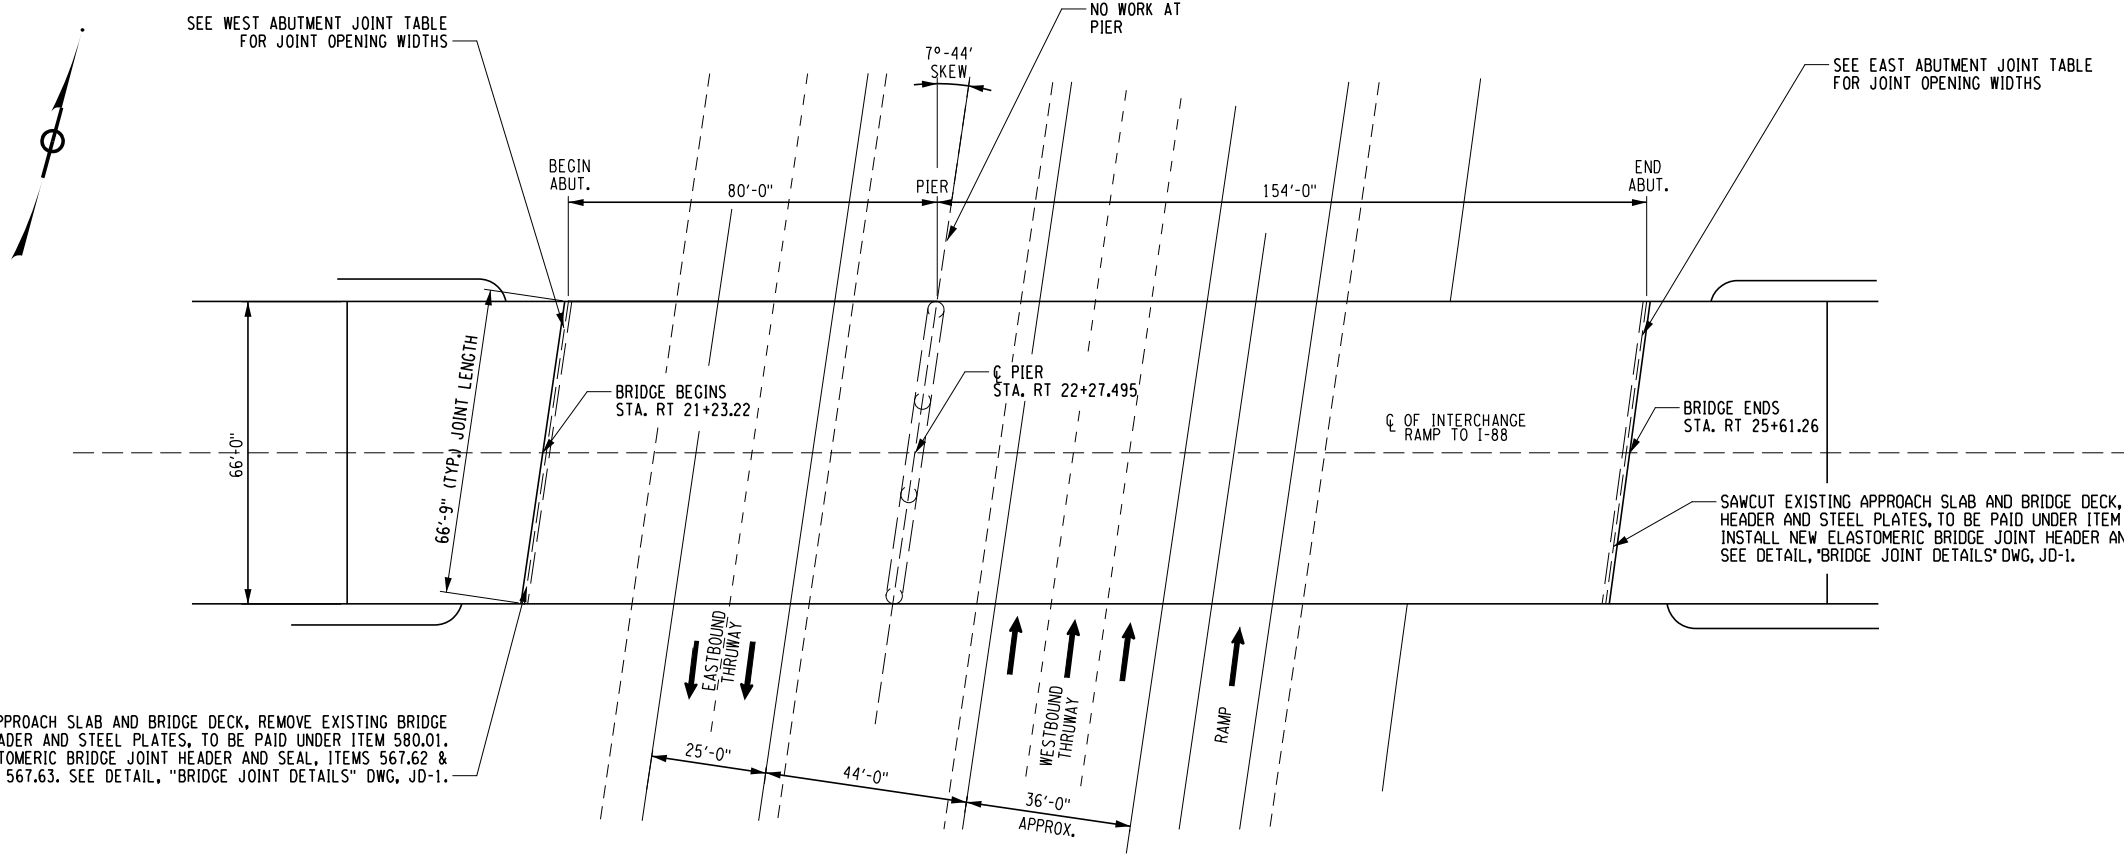 SEE WEST ABUTMENT JOINT TABLE
FOR JOINT OPENING WIDTHS
NO WORK AT
PIER
7°-44'
SKEW
SEE EAST ABUTMENT JOINT TABLE
FOR JOINT OPENING WIDTHS
BEGIN
ABUT.
80'-0"
PIER
154'-0"
END
ABUT.
66'-0"
66'-9" (TYP.) JOINT LENGTH
BRIDGE BEGINS
STA. RT 21+23.22
℄ PIER
STA. RT 22+27.495
℄ OF INTERCHANGE
RAMP TO I-88
BRIDGE ENDS
STA. RT 25+61.26
SAWCUT EXISTING APPROACH SLAB AND BRIDGE DECK,
HEADER AND STEEL PLATES, TO BE PAID UNDER ITEM
INSTALL NEW ELASTOMERIC BRIDGE JOINT HEADER
SEE DETAIL, "BRIDGE JOINT DETAILS" DWG, JD-1.
EASTBOUND
THRUWAY
WESTBOUND
THRUWAY
RAMP
APPROACH SLAB AND BRIDGE DECK, REMOVE EXISTING BRIDGE
AND STEEL PLATES, TO BE PAID UNDER ITEM 580.01.
BRIDGE JOINT HEADER AND SEAL, ITEMS 567.62 &
567.63. SEE DETAIL, "BRIDGE JOINT DETAILS" DWG, JD-1.
25'-0"
44'-0"
36'-0"
APPROX.